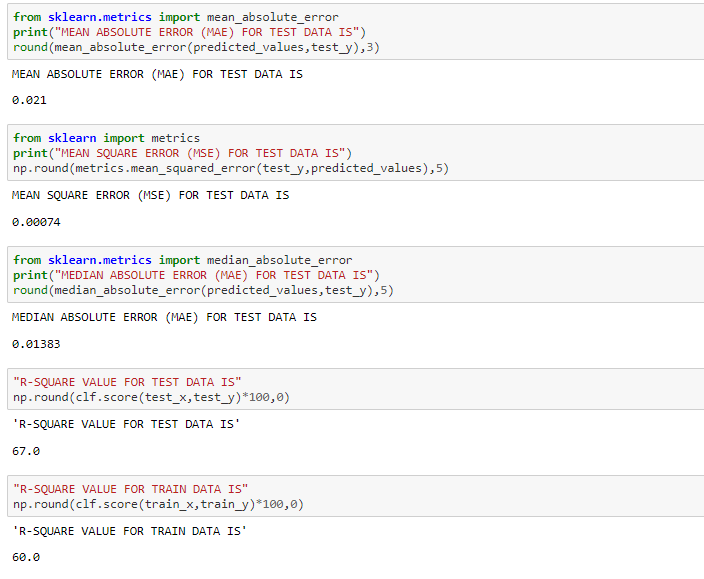 from sklearn.metrics import mean_absolute_error
print("MEAN ABSOLUTE ERROR (MAE) FOR TEST DATA IS")
round(mean_absolute_error(predicted_values,test_y),3)
MEAN ABSOLUTE ERROR (MAE) FOR TEST DATA IS
0.021
from sklearn import metrics
print("MEAN SQUARE ERROR (MSE) FOR TEST DATA IS")
np.round(metrics.mean_squared_error(test_y,predicted_values),5)
MEAN SQUARE ERROR (MSE) FOR TEST DATA IS
0.00074
from sklearn.metrics import median_absolute_error
print("MEDIAN ABSOLUTE ERROR (MAE) FOR TEST DATA IS")
round(median_absolute_error(predicted_values,test_y),5)
MEDIAN ABSOLUTE ERROR (MAE) FOR TEST DATA IS
0.01383
"R-SQUARE VALUE FOR TEST DATA IS"
np.round(clf.score(test_x,test_y)*100,0)
'R-SQUARE VALUE FOR TEST DATA IS'
67.0
"R-SQUARE VALUE FOR TRAIN DATA IS"
np.round(clf.score(train_x,train_y)*100,0)
'R-SQUARE VALUE FOR TRAIN DATA IS'
60.0